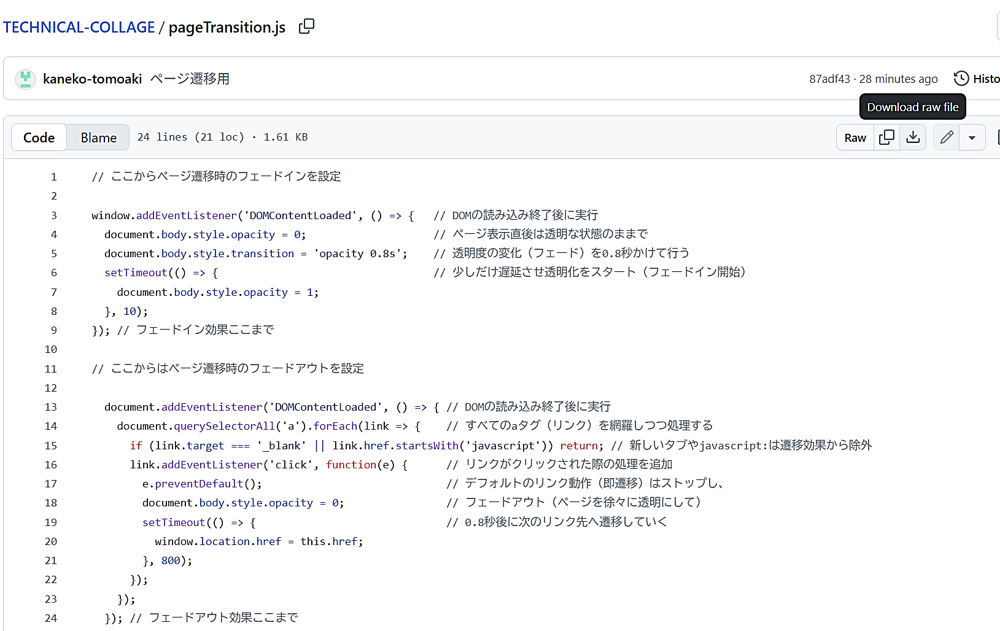 TECHNICAL-COLLAGE / pageTransition.js
kaneko-tomoaki ページ遷移用
87adf43 · 28 minutes ago Histo
Download raw file
Code Blame 24 lines (21 loc) · 1.61 KB
Raw
1 // ここからページ遷移時のフェードインを設定
2
3 window.addEventListener('DOMContentLoaded', () => { // DOMの読み込み終了後に実行
4 document.body.style.opacity = 0; // ページ表示直後は透明な状態のままで
5 document.body.style.transition = 'opacity 0.8s'; // 透明度の変化（フェード）を0.8秒かけて行う
6 setTimeout(() => { // 少しだけ遅延させ透明化をスタート（フェードイン開始）
7 document.body.style.opacity = 1;
8 }, 10);
9 }); // フェードイン効果ここまで
10
11 // ここからはページ遷移時のフェードアウトを設定
12
13 document.addEventListener('DOMContentLoaded', () => { // DOMの読み込み終了後に実行
14 document.querySelectorAll('a').forEach(link => { // すべてのaタグ（リンク）を網羅しつつ処理する
15 if (link.target === '_blank' || link.href.startsWith('javascript')) return; // 新しいタブやjavascript:は遷移効果から除外
16 link.addEventListener('click', function(e) { // リンクがクリックされた際の処理を追加
17 e.preventDefault(); // デフォルトのリンク動作（即遷移）はストップし、
18 document.body.style.opacity = 0; // フェードアウト（ページを徐々に透明にして）
19 setTimeout(() => { // 0.8秒後に次のリンク先へ遷移していく
20 window.location.href = this.href;
21 }, 800);
22 });
23 });
24 }); // フェードアウト効果ここまで